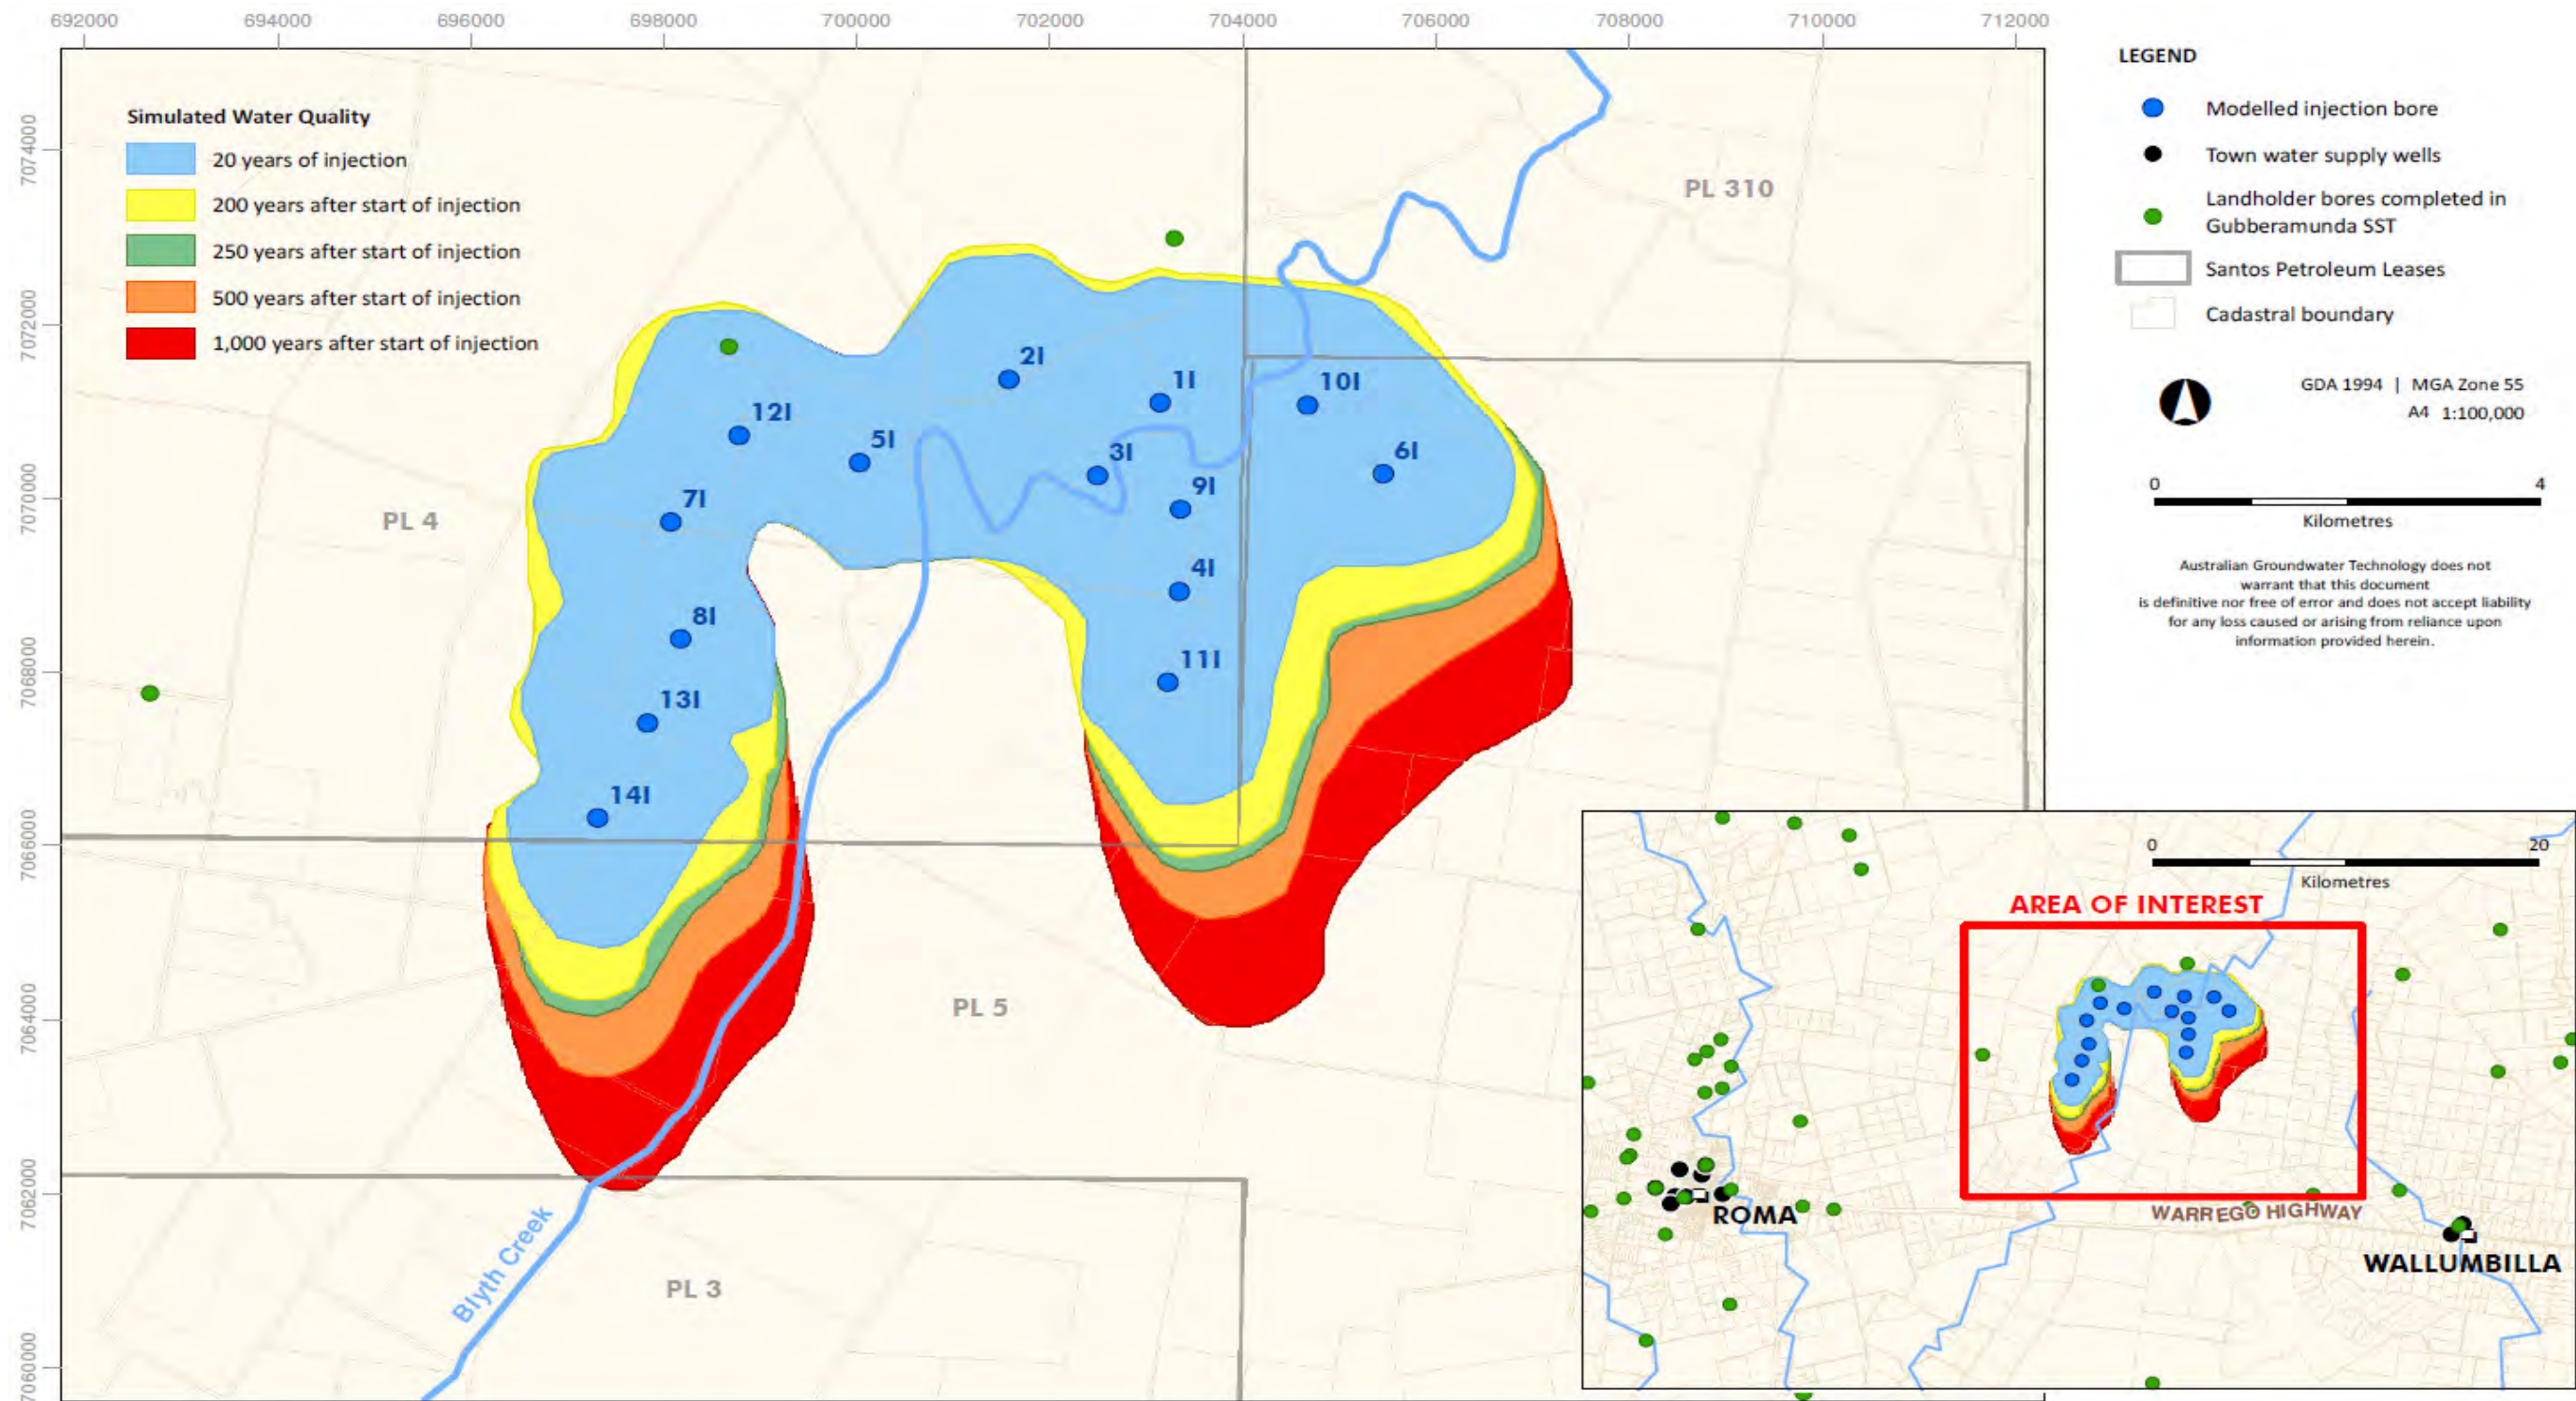 692000 694000 696000 698000 700000 702000 704000 706000 708000 710000 712000
7074000
7072000
7070000
7068000
7066000
7064000
7062000
7060000
Simulated Water Quality
20 years of injection
200 years after start of injection
250 years after start of injection
500 years after start of injection
1,000 years after start of injection
PL 310
2I
1I
10I
12I
5I
3I
6I
7I
9I
PL 4
4I
8I
11I
13I
14I
PL 5
PL 3
Blyth Creek
LEGEND
Modelled injection bore
Town water supply wells
Landholder bores completed in
Gubberamunda SST
Santos Petroleum Leases
Cadastral boundary
GDA 1994 | MGA Zone 55
A4 1:100,000
0 4
Kilometres
Australian Groundwater Technology does not
warrant that this document
is definitive nor free of error and does not accept liability
for any loss caused or arising from reliance upon
information provided herein.
0 20
Kilometres
AREA OF INTEREST
ROMA
WARREGO HIGHWAY
WALLUMBILLA